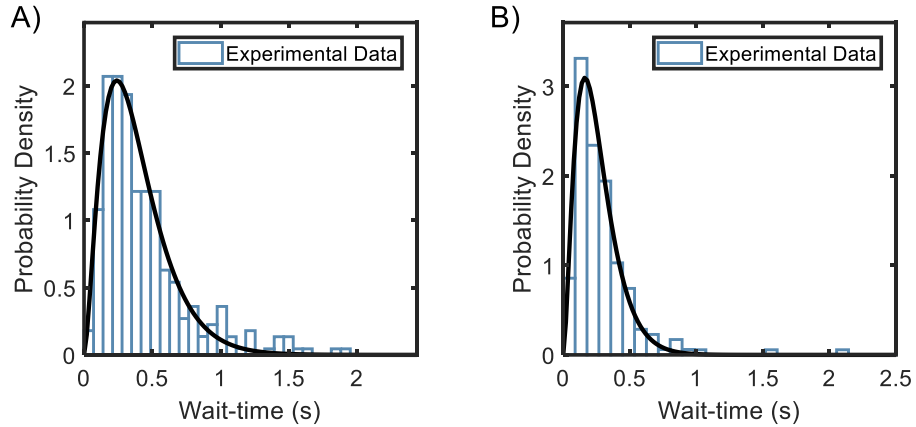 A)
Experimental Data
Probability Density
2
1.5
1
0.5
0
0 0.5 1 1.5 2
Wait-time (s)
B)
Experimental Data
Probability Density
3
2
1
0
0 0.5 1 1.5 2 2.5
Wait-time (s)